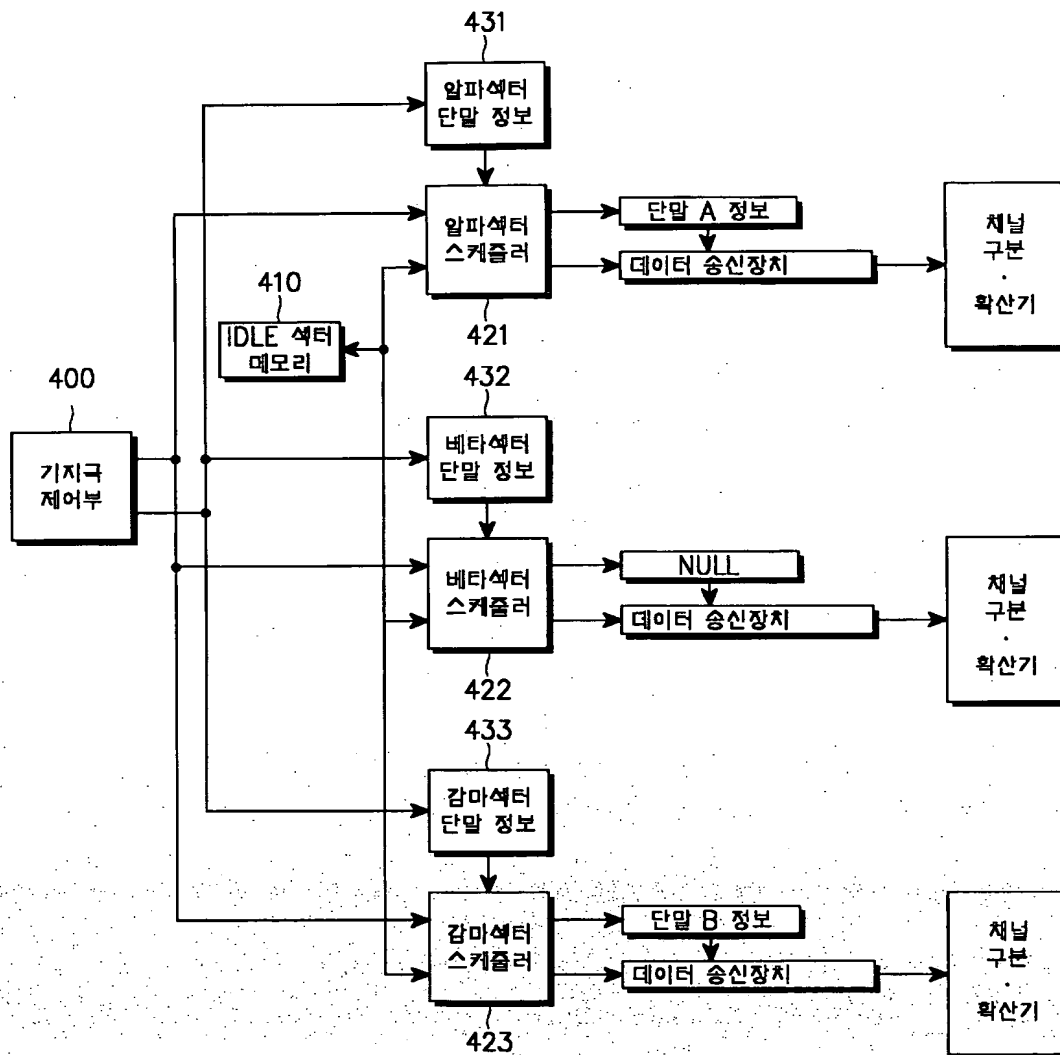 431
알파섹터
단말 정보
알파섹터
스케쥴러
421
단말 A 정보
데이터 송신장치
채널
구분
·
확산기
410
IDLE 섹터
메모리
400
기지국
제어부
432
베타섹터
단말 정보
베타섹터
스케줄러
422
NULL
데이터 송신장치
채널
구분
·
확산기
433
감마섹터
단말 정보
감마섹터
스케줄러
423
단말 B 정보
데이터 송신장치
채널
구분
·
확산기